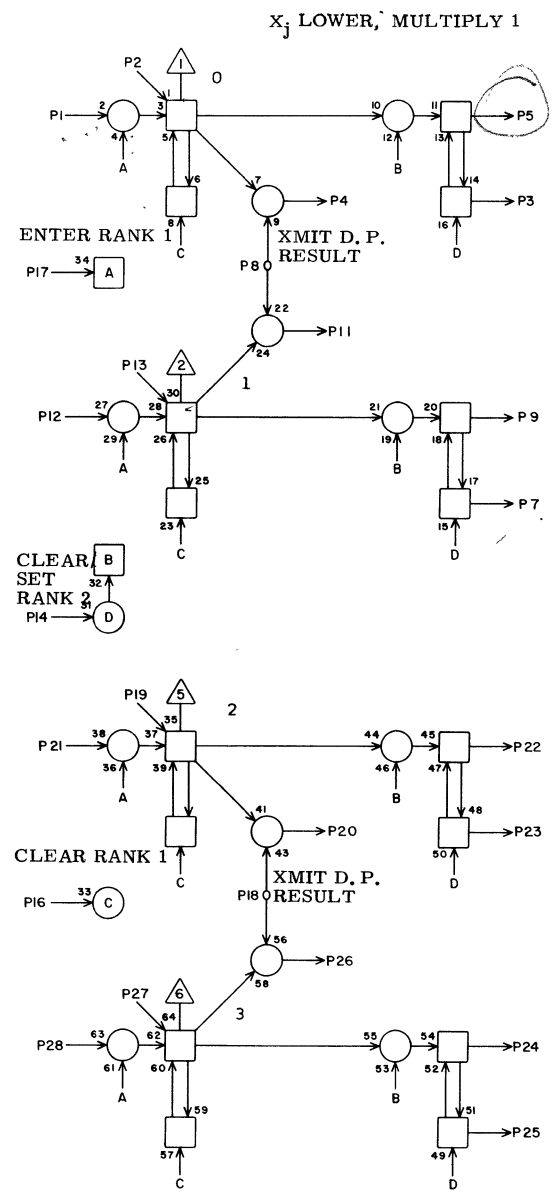 Xj LOWER, MULTIPLY 1
P2 1 0
1
P1 2 3 10 11 P5
4 5 12 13
A 6 7 B 14
8 9 P4 16 P3
C D
ENTER RANK 1 XMIT D. P.
34 P8 RESULT
P17 A
22
P11
P13 2 24
30 1
P12 27 28 21 20 P9
29 26 19 18
A 25 B 17
23 15 P7
C D
CLEAR/ B
SET 32
RANK 2
31
P14 D
P19 5 2
35
P21 38 37 44 45 P22
36 39 46 47
A 41 B 48
43 P20 50 P23
C D
CLEAR RANK 1 XMIT D. P.
33 P18 RESULT
P16 C
56
P26
P27 6 58
64 3
P28 63 62 55 54 P24
61 60 53 52
A 59 B 51
57 49 P25
C D